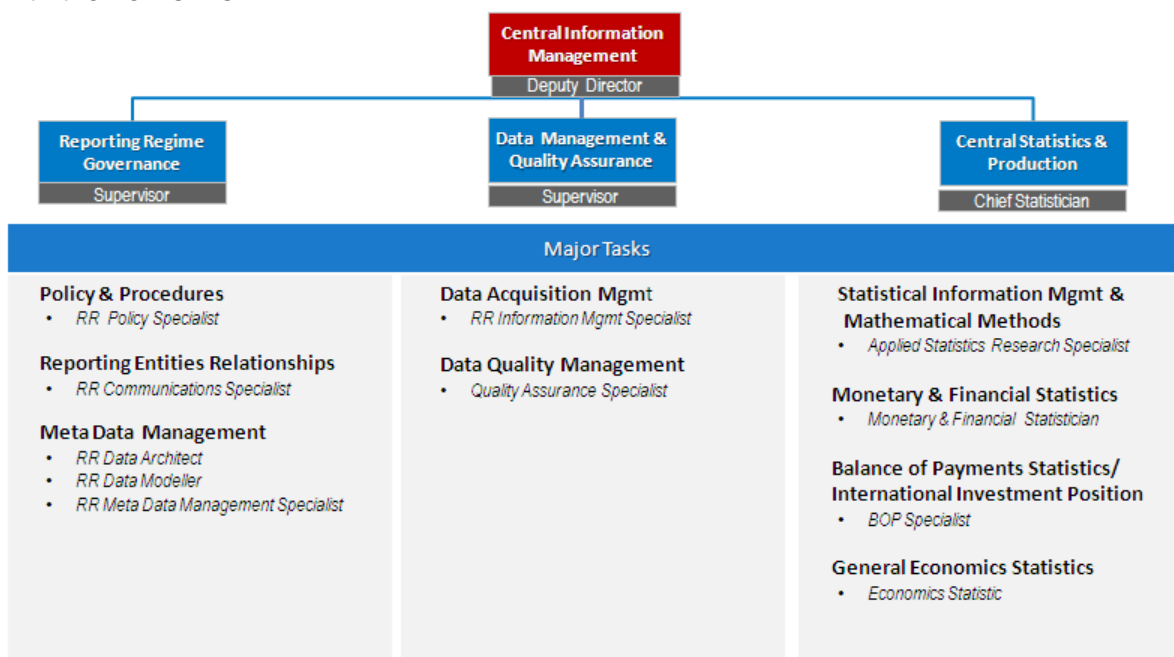 Central Information
Management
Deputy Director
Reporting Regime
Governance
Supervisor
Data Management &
Quality Assurance
Supervisor
Central Statistics &
Production
Chief Statistician
Major Tasks
Policy & Procedures
• RR Policy Specialist
Reporting Entities Relationships
• RR Communications Specialist
Meta Data Management
• RR Data Architect
• RR Data Modeller
• RR Meta Data Management Specialist
Data Acquisition Mgmt
• RR Information Mgmt Specialist
Data Quality Management
• Quality Assurance Specialist
Statistical Information Mgmt &
Mathematical Methods
• Applied Statistics Research Specialist
Monetary & Financial Statistics
• Monetary & Financial Statistician
Balance of Payments Statistics/
International Investment Position
• BOP Specialist
General Economics Statistics
• Economics Statistic